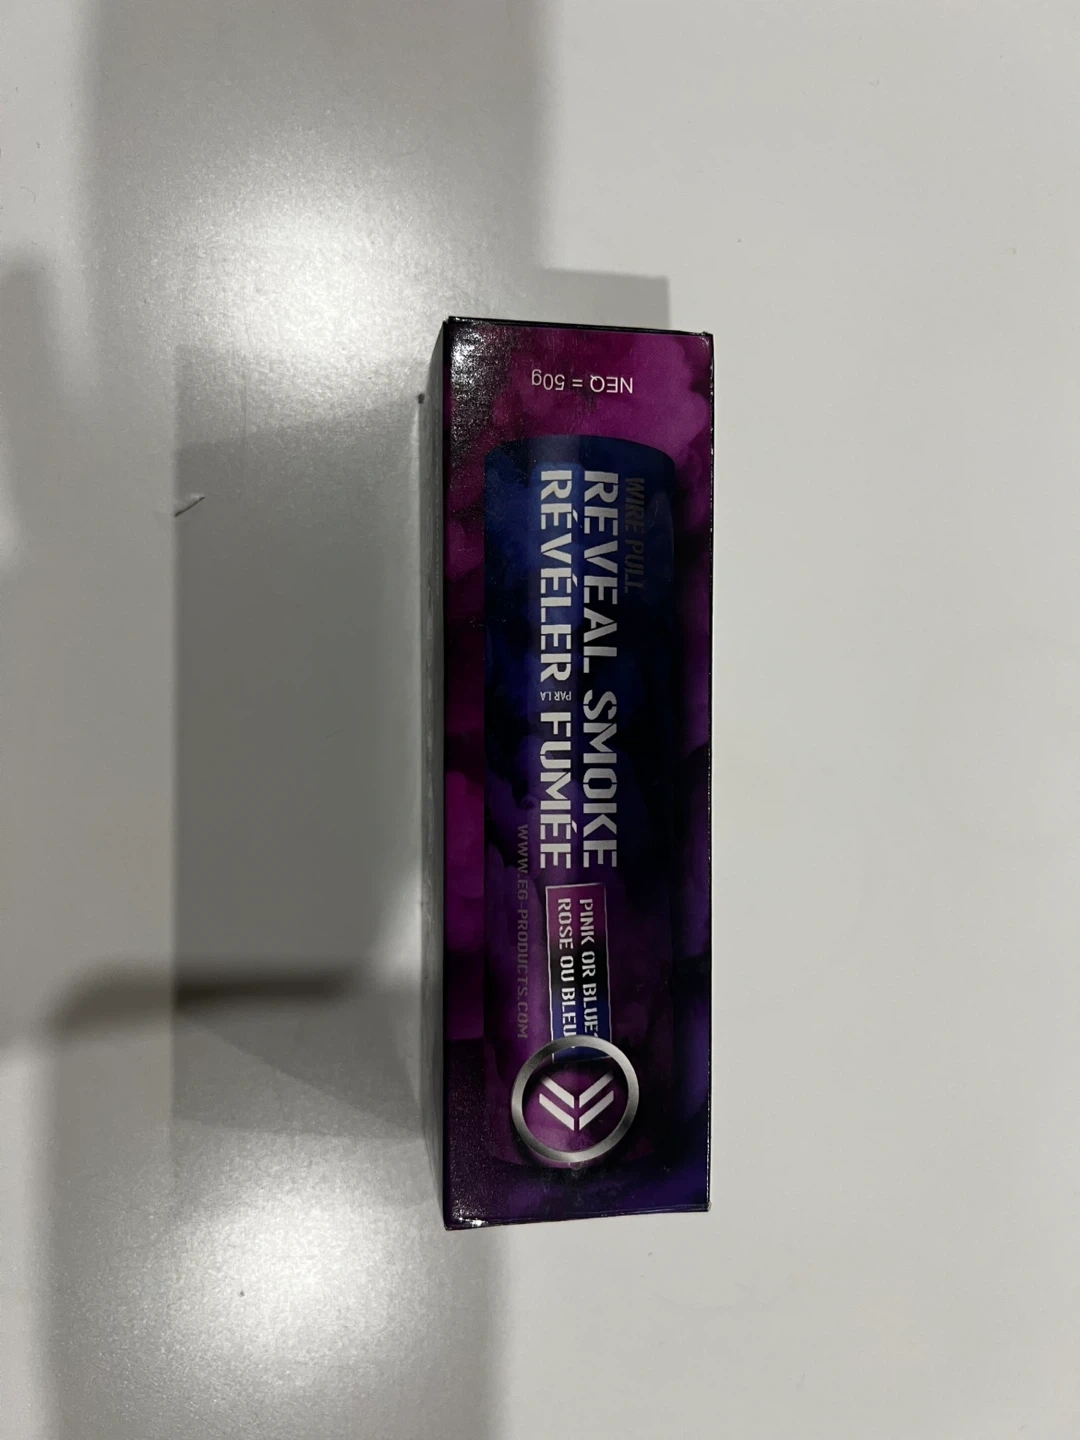 NEQ = 50g
WIRE PULL
REVEAL SMOKE
RÉVÉLER PAR LA FUMÉE
PINK OR BLUE?
ROSE OU BLEU
WWW.EG-PRODUCTS.COM